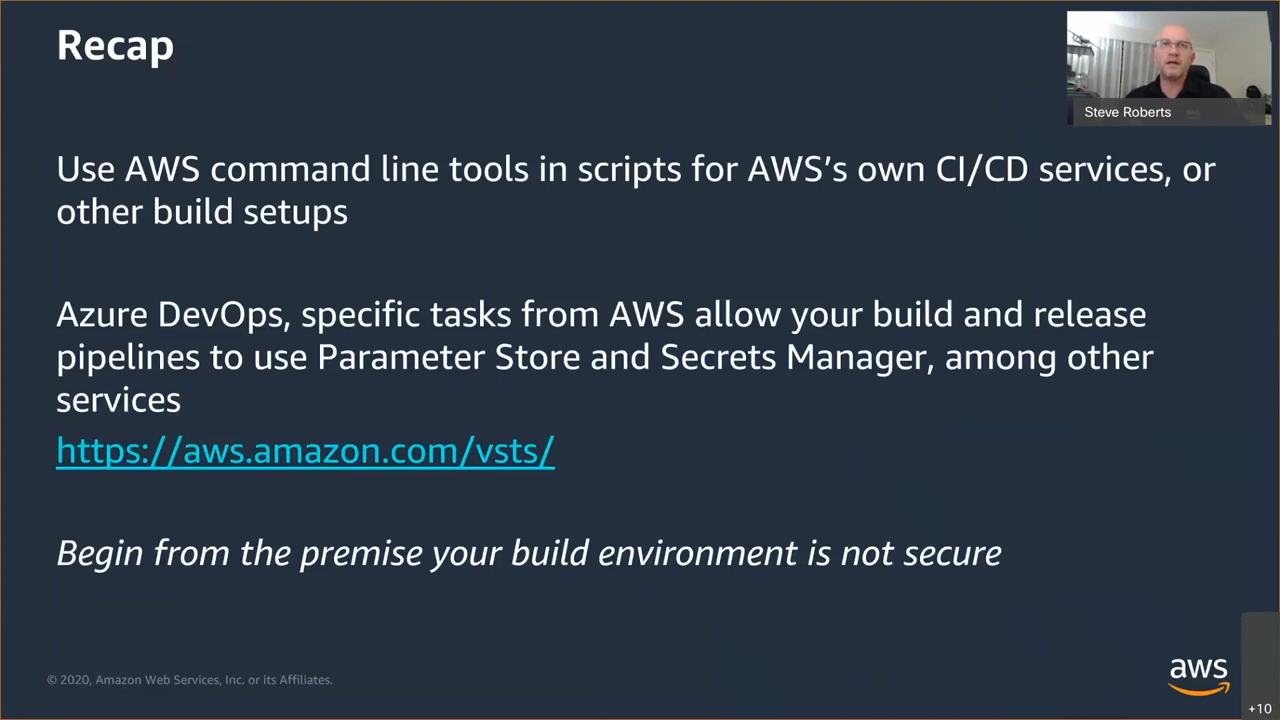 Recap
Steve Roberts
Use AWS command line tools in scripts for AWS’s own CI/CD services, or
other build setups
Azure DevOps, specific tasks from AWS allow your build and release
pipelines to use Parameter Store and Secrets Manager, among other
services
https://aws.amazon.com/vsts/
Begin from the premise your build environment is not secure
© 2020, Amazon Web Services, Inc. or its Affiliates.
aws
+10